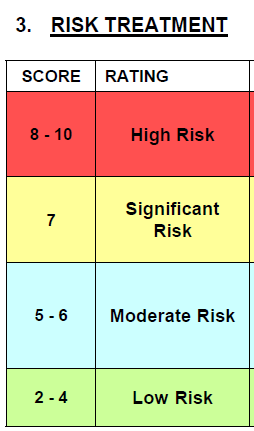 3. RISK TREATMENT
SCORE RATING
8 - 10 High Risk
7 Significant
Risk
5 - 6 Moderate Risk
2 - 4 Low Risk